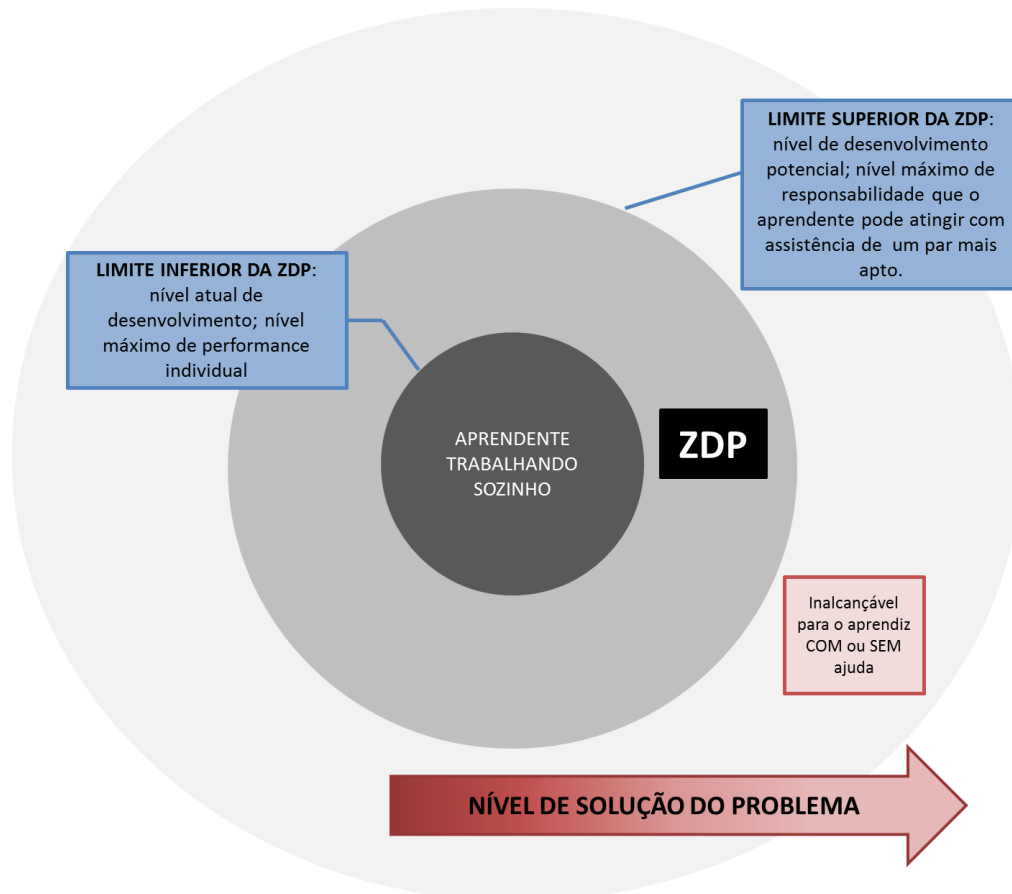 LIMITE SUPERIOR DA ZDP:
nível de desenvolvimento
potencial; nível máximo de
responsabilidade que o
aprendente pode atingir com
assistência de um par mais
apto.
LIMITE INFERIOR DA ZDP:
nível atual de
desenvolvimento; nível
máximo de performance
individual
APRENDENTE
TRABALHANDO
SOZINHO
ZDP
Inalcançável
para o aprendiz
COM ou SEM
ajuda
NÍVEL DE SOLUÇÃO DO PROBLEMA